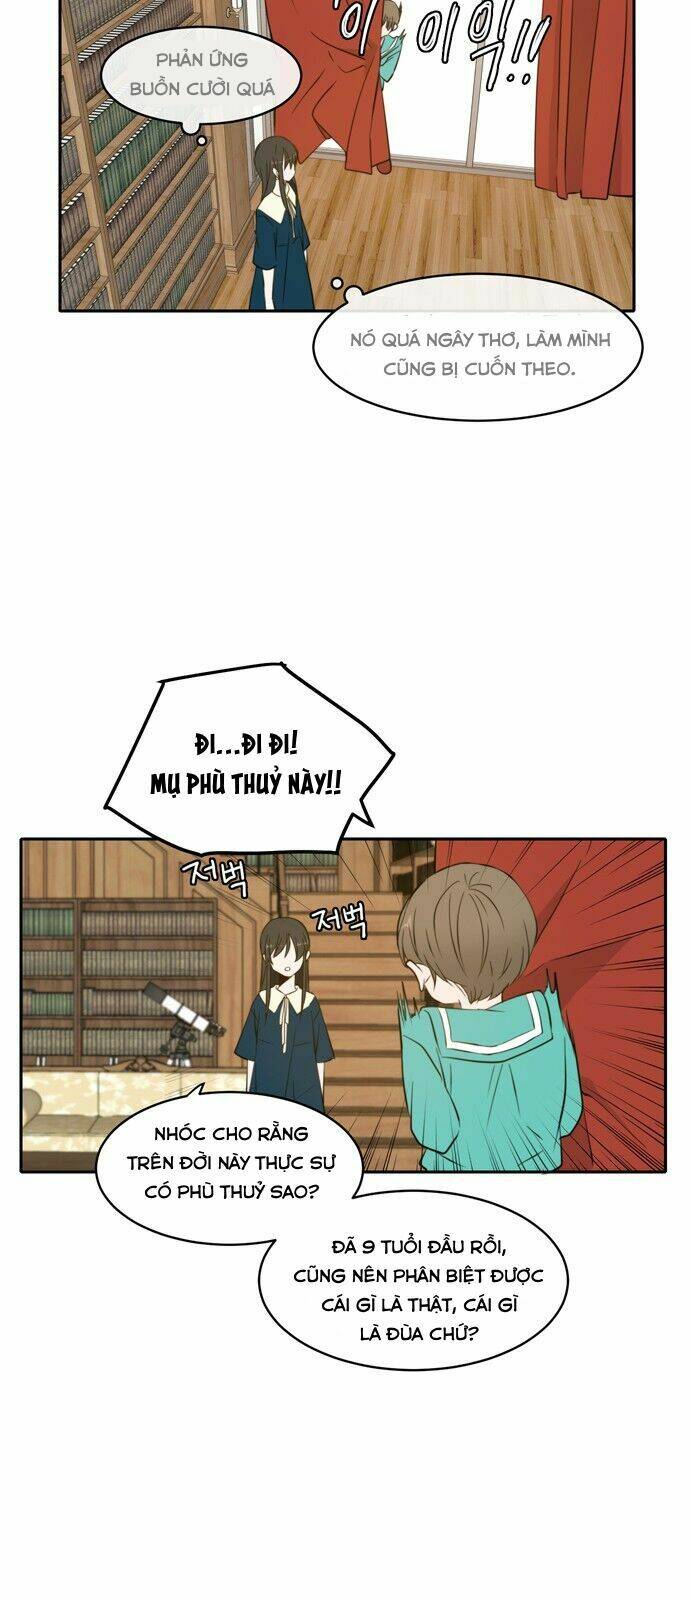 이이익!!
PHẢN ỨNG
BUỒN CƯỜI QUÁ
NÓ QUÁ NGÂY THƠ, LÀM MÌNH
CŨNG BỊ CUỐN THEO.
ĐI...ĐI ĐI!
MỤ PHÙ THUỶ NÀY!!
저벅
저벅
NHÓC CHO RẰNG
TRÊN ĐỜI NÀY THỰC SỰ
CÓ PHÙ THUỶ SAO?
ĐÃ 9 TUỔI ĐẦU RỒI,
CŨNG NÊN PHÂN BIỆT ĐƯỢC
CÁI GÌ LÀ THẬT, CÁI GÌ
LÀ ĐÙA CHỨ?